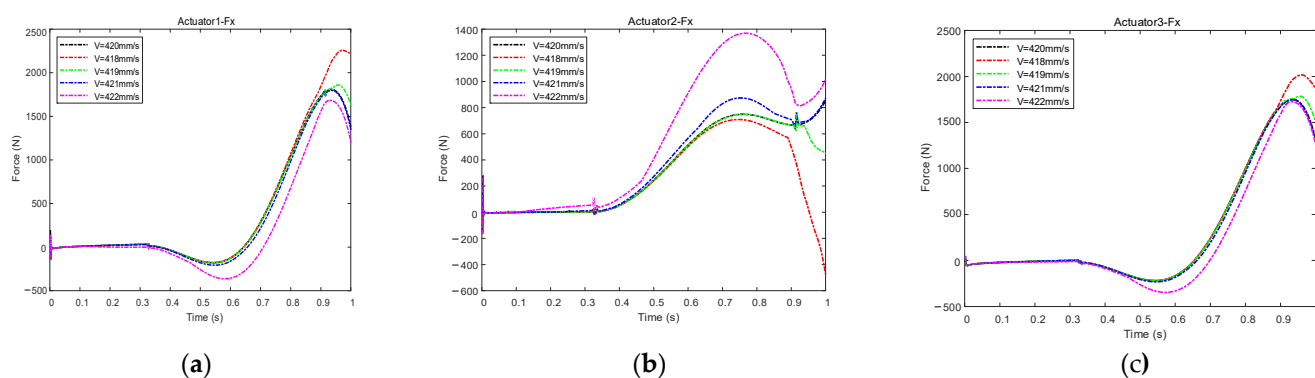 Actuator1-Fx
2500
2000
1500
1000
500
0
−500
Force (N)
V=420mm/s
V=418mm/s
V=419mm/s
V=421mm/s
V=422mm/s
0 0.1 0.2 0.3 0.4 0.5 0.6 0.7 0.8 0.9 1
Time (s)
(a)
Actuator2-Fx
1400
1200
1000
800
600
400
200
0
−200
−400
−600
Force (N)
V=420mm/s
V=418mm/s
V=419mm/s
V=421mm/s
V=422mm/s
0 0.1 0.2 0.3 0.4 0.5 0.6 0.7 0.8 0.9 1
Time (s)
(b)
Actuator3-Fx
2500
2000
1500
1000
500
0
−500
Force (N)
V=420mm/s
V=418mm/s
V=419mm/s
V=421mm/s
V=422mm/s
0 0.1 0.2 0.3 0.4 0.5 0.6 0.7 0.8 0.9
Time (s)
(c)